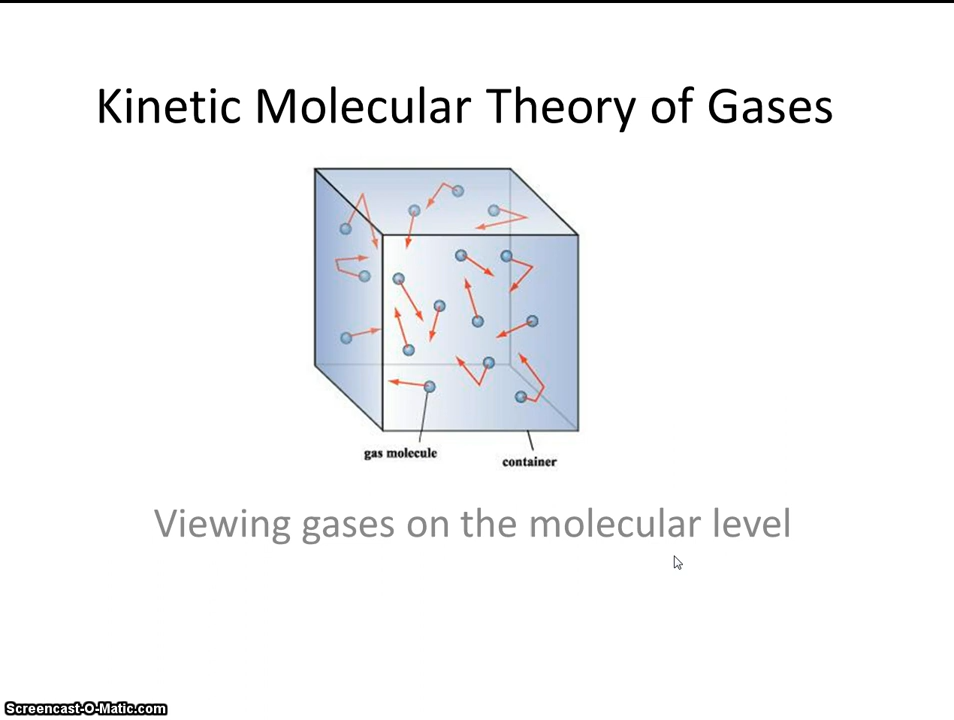 Kinetic Molecular Theory of Gases
gas molecule
container
Viewing gases on the molecular level
Screencast-O-Matic.com